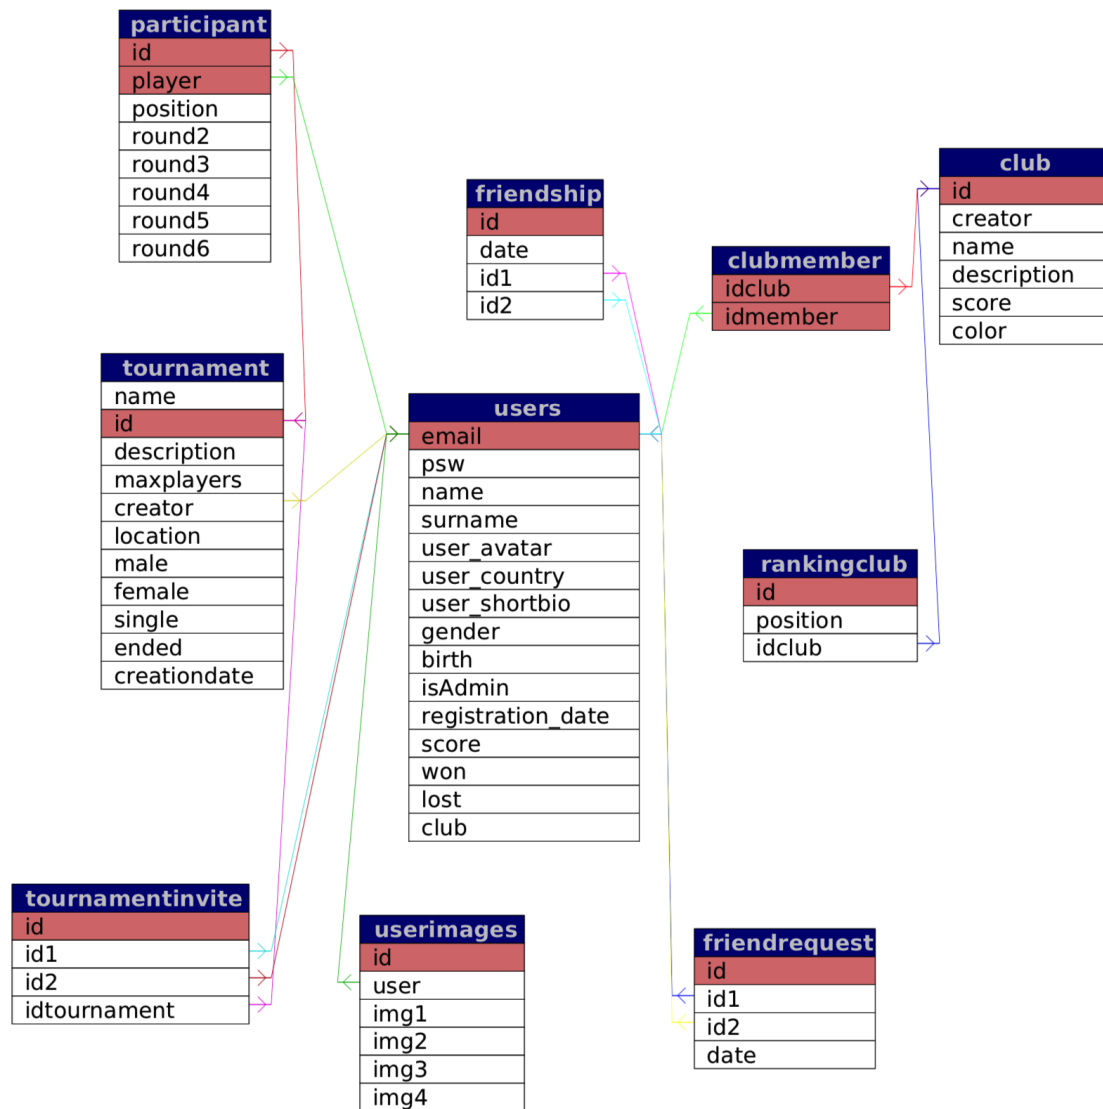 participant
id
player
position
round2
round3
round4
round5
round6
friendship
id
date
id1
id2
club
id
creator
name
description
score
color
clubmember
idclub
idmember
tournament
name
id
description
maxplayers
creator
location
male
female
single
ended
creationdate
users
email
psw
name
surname
user_avatar
user_country
user_shortbio
gender
birth
isAdmin
registration_date
score
won
lost
club
rankingclub
id
position
idclub
tournamentinvite
id
id1
id2
idtournament
userimages
id
user
img1
img2
img3
img4
friendrequest
id
id1
id2
date